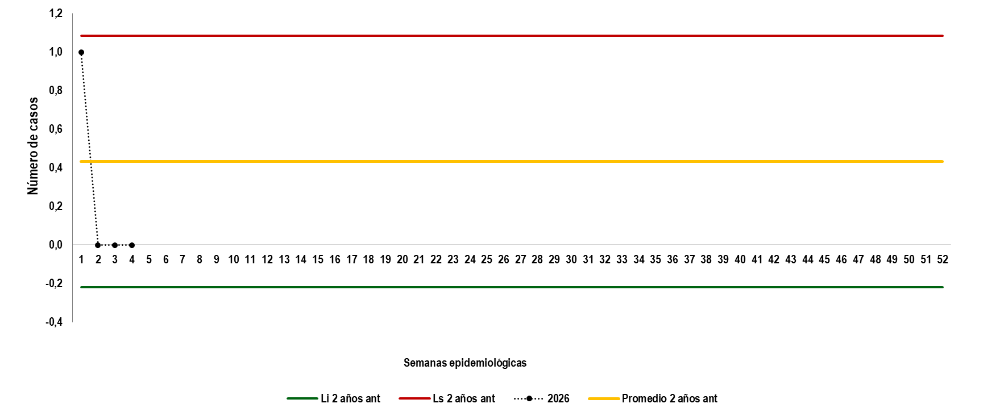 1,2
1,0
0,8
0,6
0,4
0,2
0,0
-0,2
-0,4
Número de casos
1 2 3 4 5 6 7 8 9 10 11 12 13 14 15 16 17 18 19 20 21 22 23 24 25 26 27 28 29 30 31 32 33 34 35 36 37 38 39 40 41 42 43 44 45 46 47 48 49 50 51 52
Semanas epidemiológicas
Li 2 años ant Ls 2 años ant 2026 Promedio 2 años ant